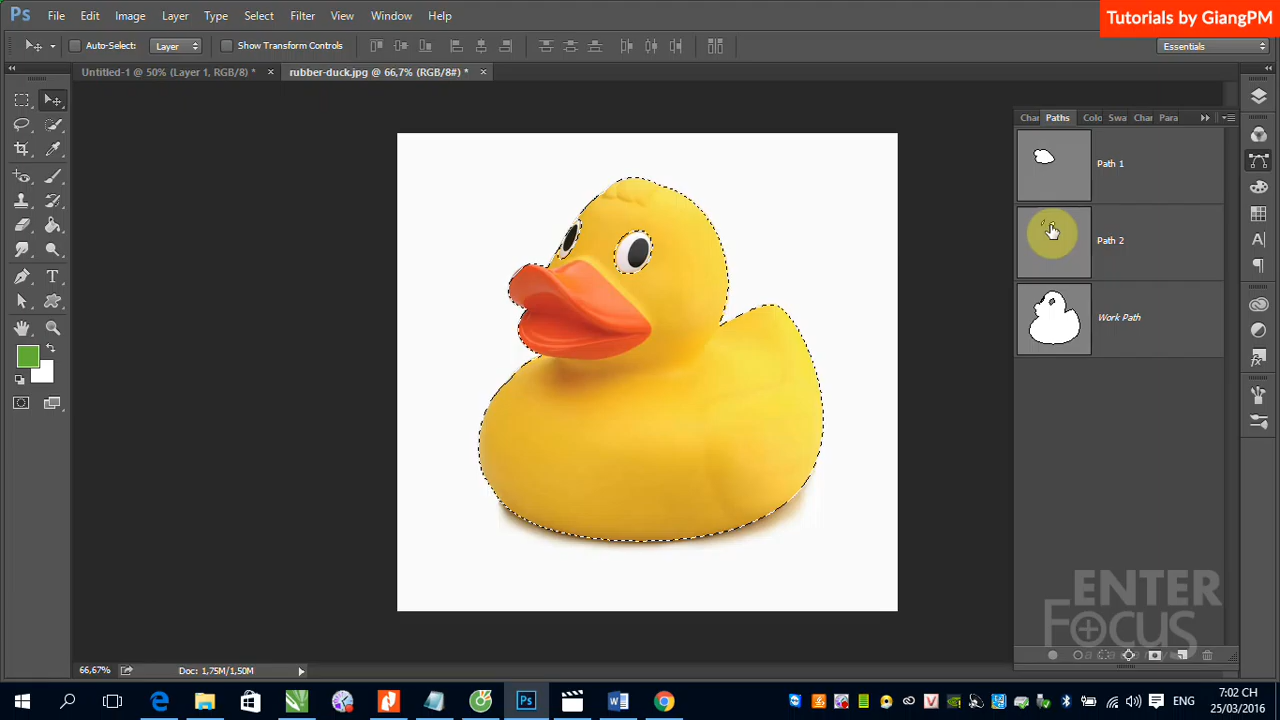 Ps File Edit Image Layer Type Select Filter View Window Help
Tutorials by GiangPM
Auto-Select: Layer Show Transform Controls
Essentials
Untitled-1 @ 50% (Layer 1, RGB/8) * × rubber-duck.jpg @ 66,7% (RGB/8#) * ×
Chai Paths Colo Swa Char Para
Path 1
Path 2
Work Path
ENTER
FOCUS
66,67% Doc: 1,75M/1,50M
Ps
ENG
7:02 CH
25/03/2016